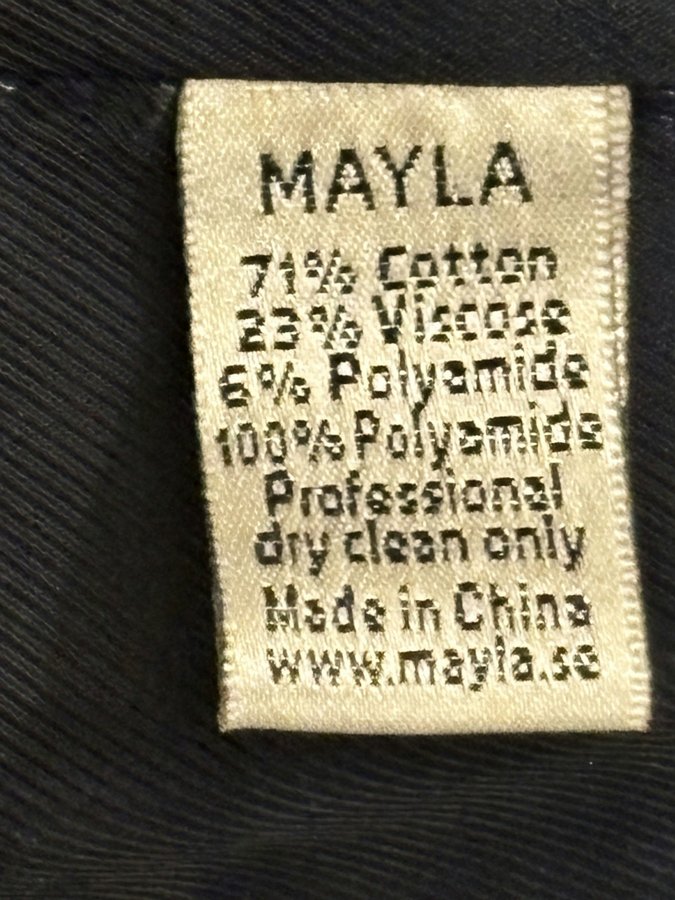 MAYLA
71% Cotton
23% Viscose
6% Polyamide
100% Polyamide
Professional
dry clean only
Made in China
www.mayla.se